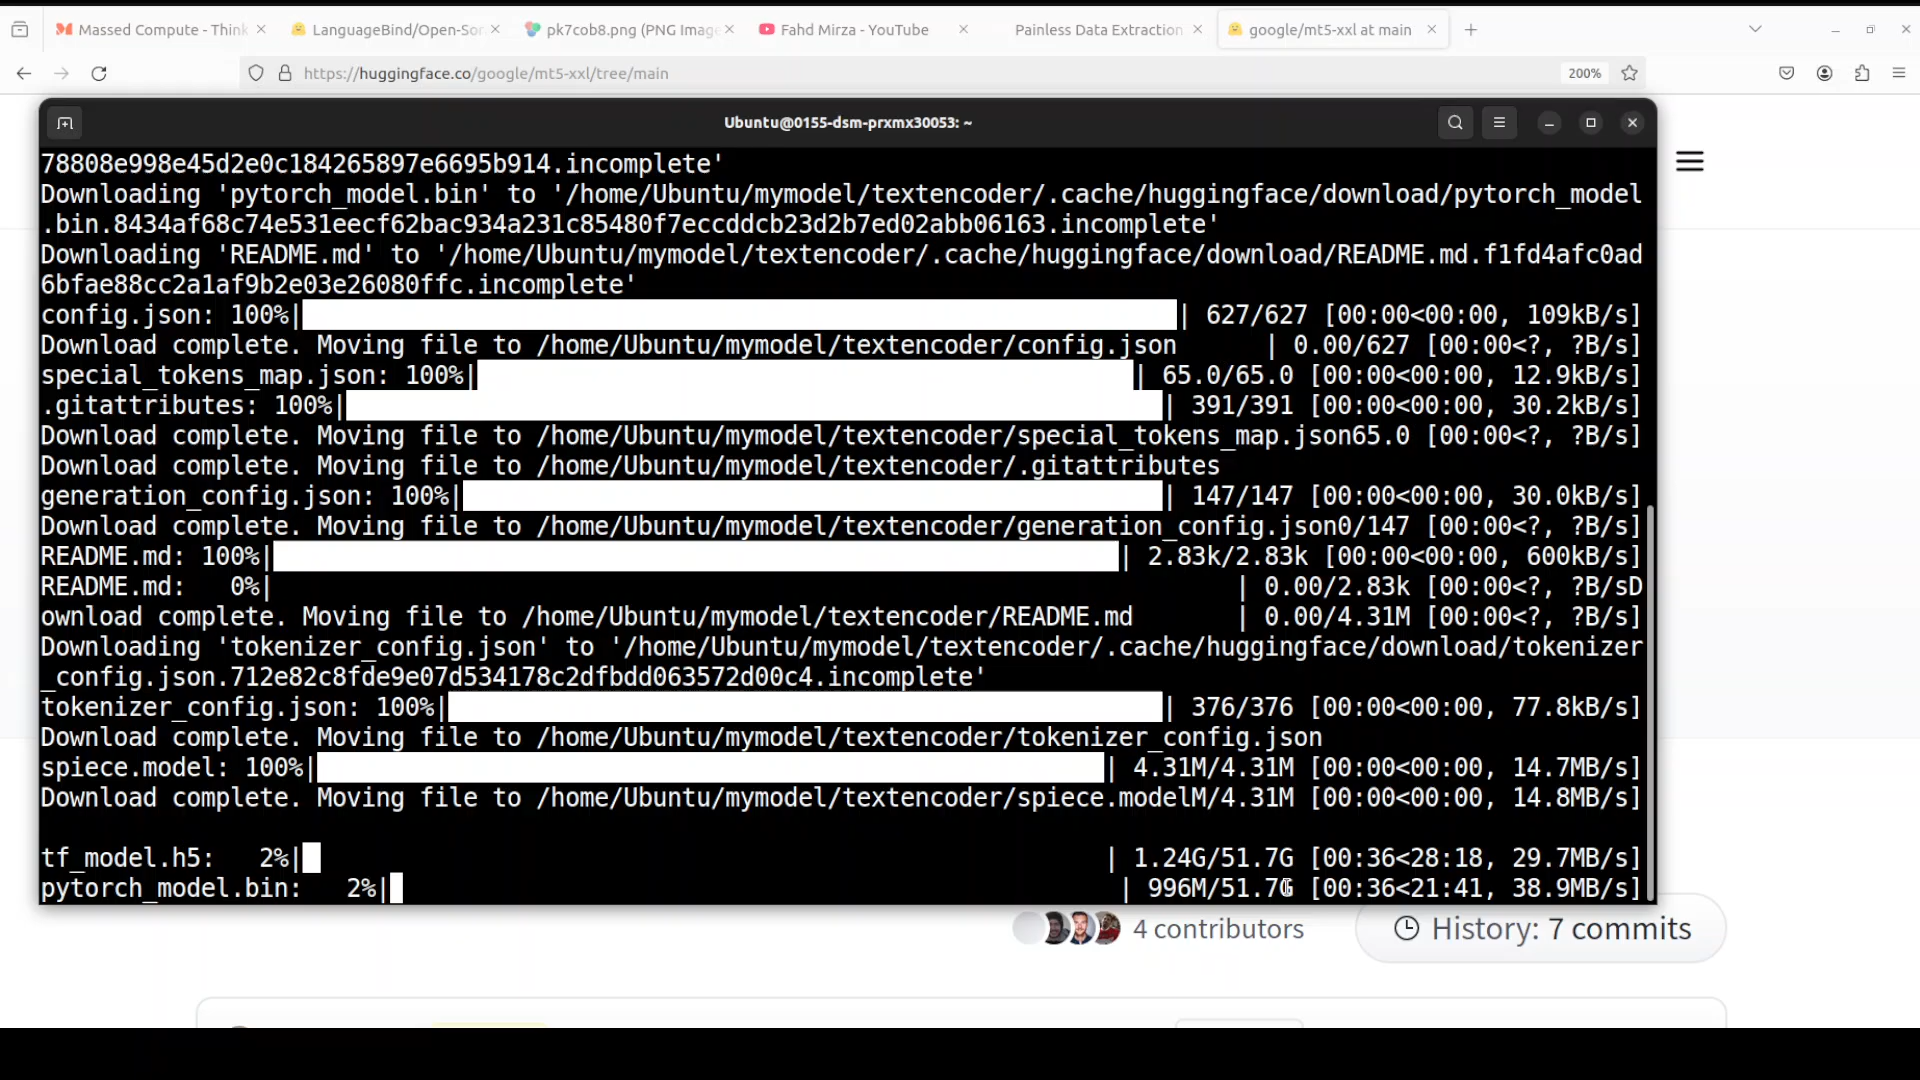 Massed Compute - Think
LanguageBind/Open-Sor
pk7cob8.png (PNG Image
Fahd Mirza - YouTube
Painless Data Extraction
google/mt5-xxl at main
https://huggingface.co/google/mt5-xxl/tree/main
200%
Ubuntu@0155-dsm-prxmx30053: ~
78808e998e45d2e0c184265897e6695b914.incomplete'
Downloading 'pytorch_model.bin' to '/home/Ubuntu/mymodel/textencoder/.cache/huggingface/download/pytorch_model
.bin.8434af68c74e531eecf62bac934a231c85480f7eccddcb23d2b7ed02abb06163.incomplete'
Downloading 'README.md' to '/home/Ubuntu/mymodel/textencoder/.cache/huggingface/download/README.md.f1fd4afc0ad
6bfae88cc2a1af9b2e03e26080ffc.incomplete'
config.json: 100%| | 627/627 [00:00<00:00, 109kB/s]
Download complete. Moving file to /home/Ubuntu/mymodel/textencoder/config.json | 0.00/627 [00:00<?, ?B/s]
special_tokens_map.json: 100%| | 65.0/65.0 [00:00<00:00, 12.9kB/s]
.gitattributes: 100%| | 391/391 [00:00<00:00, 30.2kB/s]
Download complete. Moving file to /home/Ubuntu/mymodel/textencoder/special_tokens_map.json65.0 [00:00<?, ?B/s]
Download complete. Moving file to /home/Ubuntu/mymodel/textencoder/.gitattributes
generation_config.json: 100%| | 147/147 [00:00<00:00, 30.0kB/s]
Download complete. Moving file to /home/Ubuntu/mymodel/textencoder/generation_config.json0/147 [00:00<?, ?B/s]
README.md: 100%| | 2.83k/2.83k [00:00<00:00, 600kB/s]
README.md: 0%| | 0.00/2.83k [00:00<?, ?B/sD
ownload complete. Moving file to /home/Ubuntu/mymodel/textencoder/README.md | 0.00/4.31M [00:00<?, ?B/s]
Downloading 'tokenizer_config.json' to '/home/Ubuntu/mymodel/textencoder/.cache/huggingface/download/tokenizer
_config.json.712e82c8fde9e07d534178c2dfbdd063572d00c4.incomplete'
tokenizer_config.json: 100%| | 376/376 [00:00<00:00, 77.8kB/s]
Download complete. Moving file to /home/Ubuntu/mymodel/textencoder/tokenizer_config.json
spiece.model: 100%| | 4.31M/4.31M [00:00<00:00, 14.7MB/s]
Download complete. Moving file to /home/Ubuntu/mymodel/textencoder/spiece.modelM/4.31M [00:00<00:00, 14.8MB/s]
tf_model.h5: 2%| | 1.24G/51.7G [00:36<28:18, 29.7MB/s]
pytorch_model.bin: 2%| | 996M/51.7G [00:36<21:41, 38.9MB/s]
4 contributors
History: 7 commits